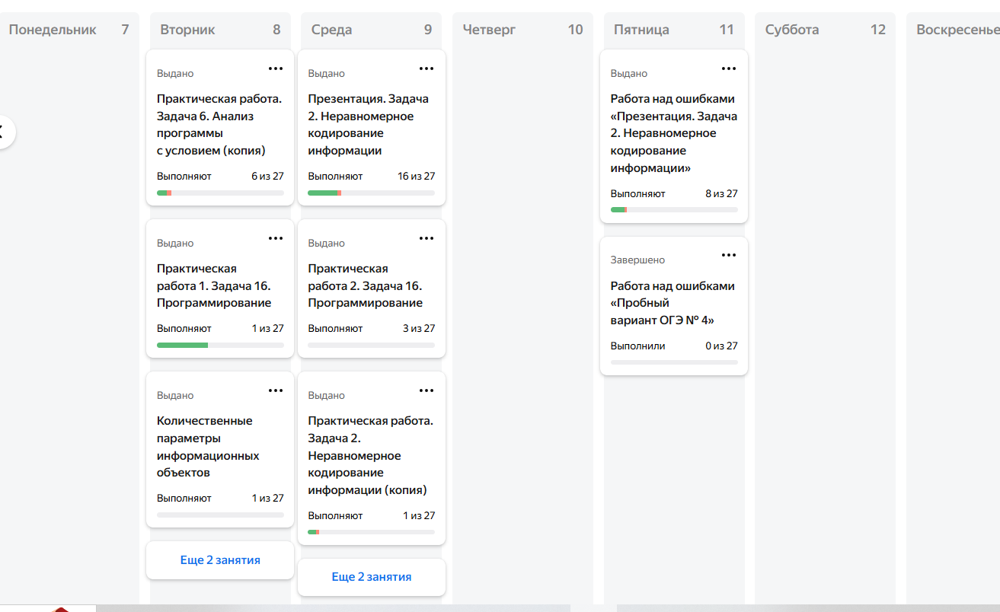 Понедельник 7
Вторник 8
Среда 9
Четверг 10
Пятница 11
Суббота 12
Воскресенье
Выдано
Практическая работа.
Задача 6. Анализ
программы
с условием (копия)
Выполняют 6 из 27
Выдано
Практическая
работа 1. Задача 16.
Программирование
Выполняют 1 из 27
Выдано
Количественные
параметры
информационных
объектов
Выполняют 1 из 27
Еще 2 занятия
Выдано
Презентация. Задача
2. Неравномерное
кодирование
информации
Выполняют 16 из 27
Выдано
Практическая
работа 2. Задача 16.
Программирование
Выполняют 3 из 27
Выдано
Практическая работа.
Задача 2.
Неравномерное
кодирование
информации (копия)
Выполняют 1 из 27
Еще 2 занятия
Выдано
Работа над ошибками
«Презентация. Задача
2. Неравномерное
кодирование
информации»
Выполняют 8 из 27
Завершено
Работа над ошибками
«Пробный
вариант ОГЭ № 4»
Выполнили 0 из 27